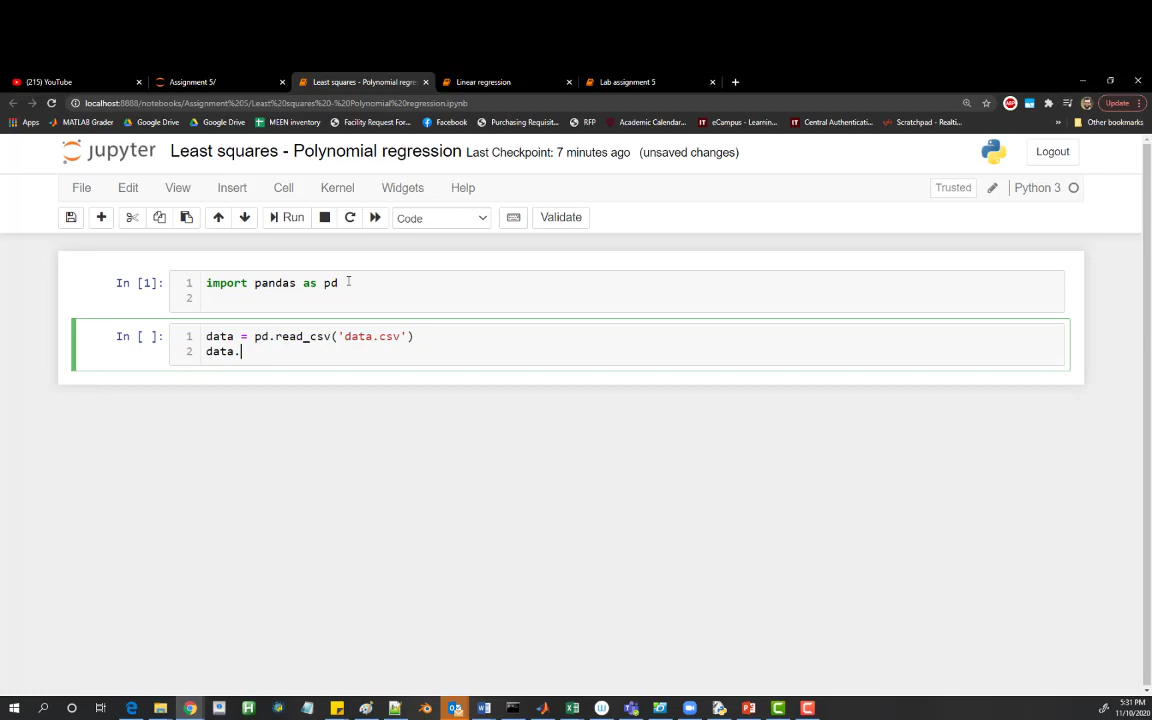 (215) YouTube
Assignment 5/
Least squares - Polynomial regre
Linear regression
Lab assignment 5
localhost:8888/notebooks/Assignment%205/Least%20squares%20-%20Polynomial%20regression.ipynb
Update
Apps
MATLAB Grader
Google Drive
Google Drive
MEEN inventory
Facility Request For...
Facebook
Purchasing Requisit...
RFP
Academic Calendar...
eCampus - Learnin...
Central Authenticati...
Scratchpad - Realti...
»
Other bookmarks
jupyter Least squares - Polynomial regression Last Checkpoint: 7 minutes ago (unsaved changes)
Logout
File Edit View Insert Cell Kernel Widgets Help
Trusted
Python 3
Run
Code
Validate
In [1]:
1 import pandas as pd
2
In [ ]:
1 data = pd.read_csv('data.csv')
2 data.
5:31 PM
11/10/2020